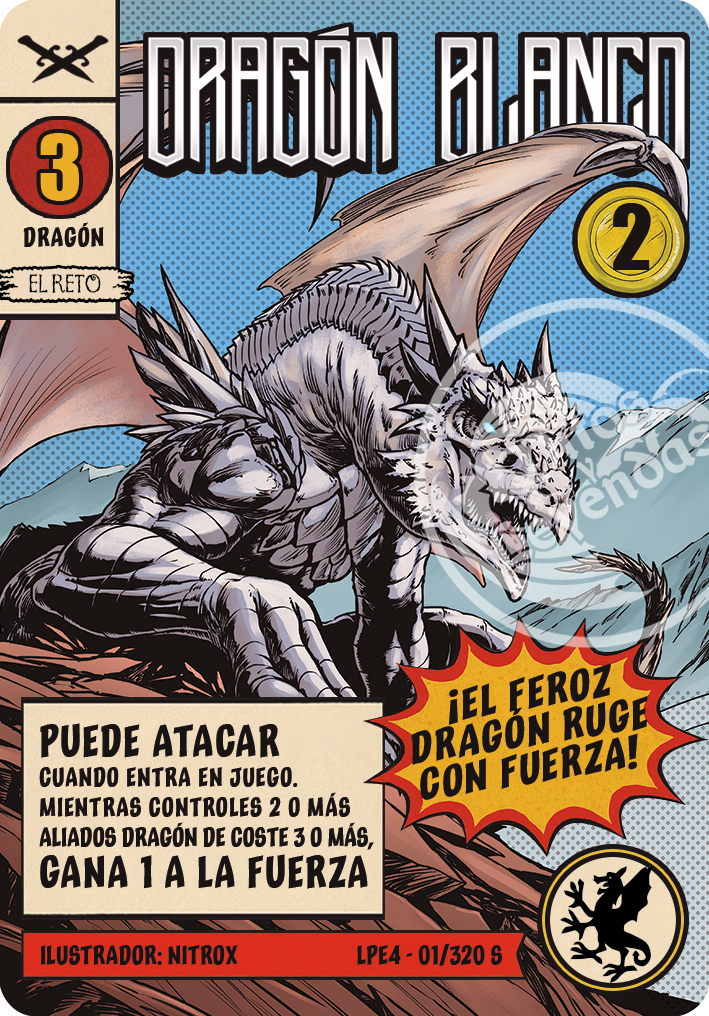 DRAGÓN BLANCO
3
DRAGÓN
EL RETO
2
Mitos
y
Leyendas
¡EL FEROZ
DRAGÓN RUGE
CON FUERZA!
PUEDE ATACAR
CUANDO ENTRA EN JUEGO.
MIENTRAS CONTROLES 2 O MÁS
ALIADOS DRAGÓN DE COSTE 3 O MÁS,
GANA 1 A LA FUERZA
ILUSTRADOR: NITROX
LPE4 - 01/320 S